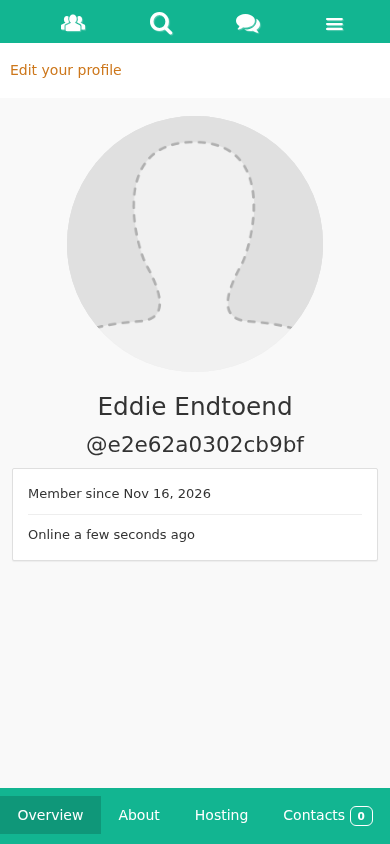 Edit your profile
Eddie Endtoend
@e2e62a0302cb9bf
Member since Nov 16, 2026
Online a few seconds ago
Overview About Hosting Contacts 0